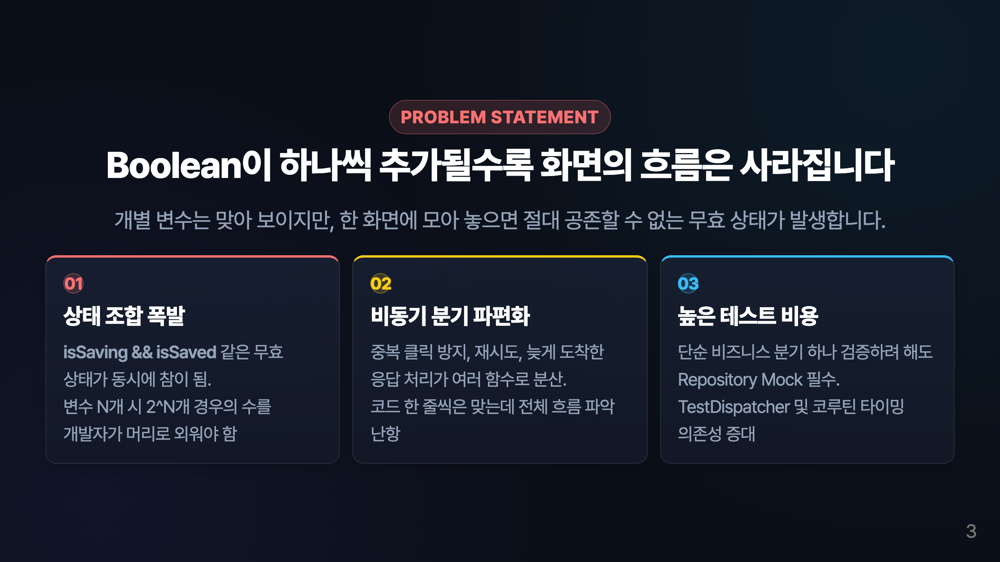 PROBLEM STATEMENT
Boolean이 하나씩 추가될수록 화면의 흐름은 사라집니다
개별 변수는 맞아 보이지만, 한 화면에 모아 놓으면 절대 공존할 수 없는 무효 상태가 발생합니다.
01
상태 조합 폭발
isSaving && isSaved 같은 무효
상태가 동시에 참이 됨.
변수 N개 시 2^N개 경우의 수를
개발자가 머리로 외워야 함
02
비동기 분기 파편화
중복 클릭 방지, 재시도, 늦게 도착한
응답 처리가 여러 함수로 분산.
코드 한 줄씩은 맞는데 전체 흐름 파악
난항
03
높은 테스트 비용
단순 비즈니스 분기 하나 검증하려 해도
Repository Mock 필수.
TestDispatcher 및 코루틴 타이밍
의존성 증대
3